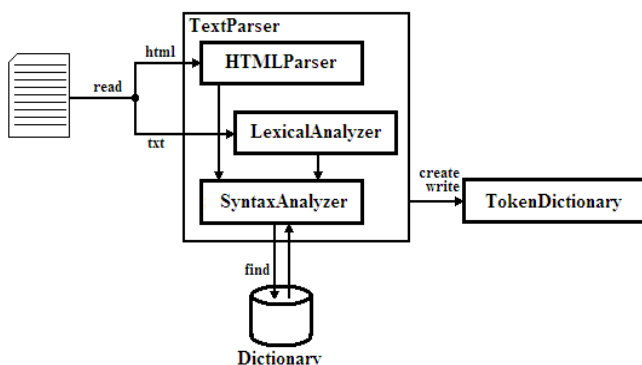 TextParser
html
HTMLParser
read
txt
LexicalAnalyzer
SyntaxAnalyzer
create
write
TokenDictionary
find
Dictionary